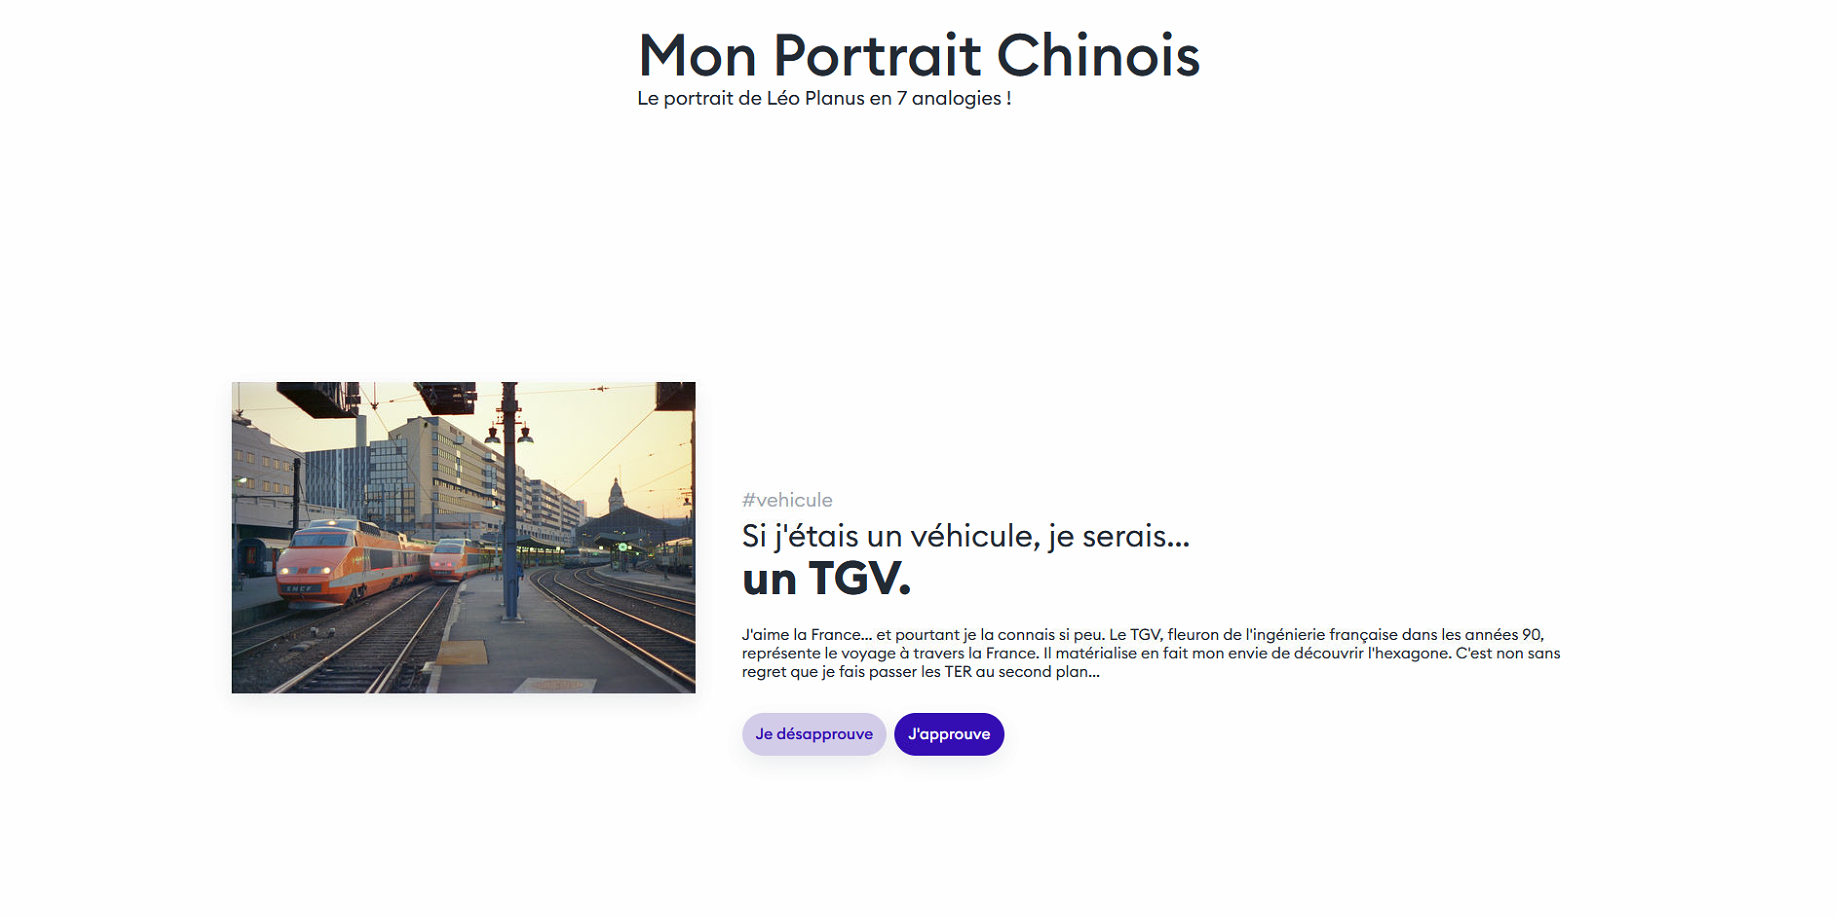 Mon Portrait Chinois
Le portrait de Léo Planus en 7 analogies !
SNCF
#vehicule
Si j'étais un véhicule, je serais...
un TGV.
J'aime la France... et pourtant je la connais si peu. Le TGV, fleuron de l'ingénierie française dans les années 90,
représente le voyage à travers la France. Il matérialise en fait mon envie de découvrir l'hexagone. C'est non sans
regret que je fais passer les TER au second plan...
Je désapprouve
J'approuve